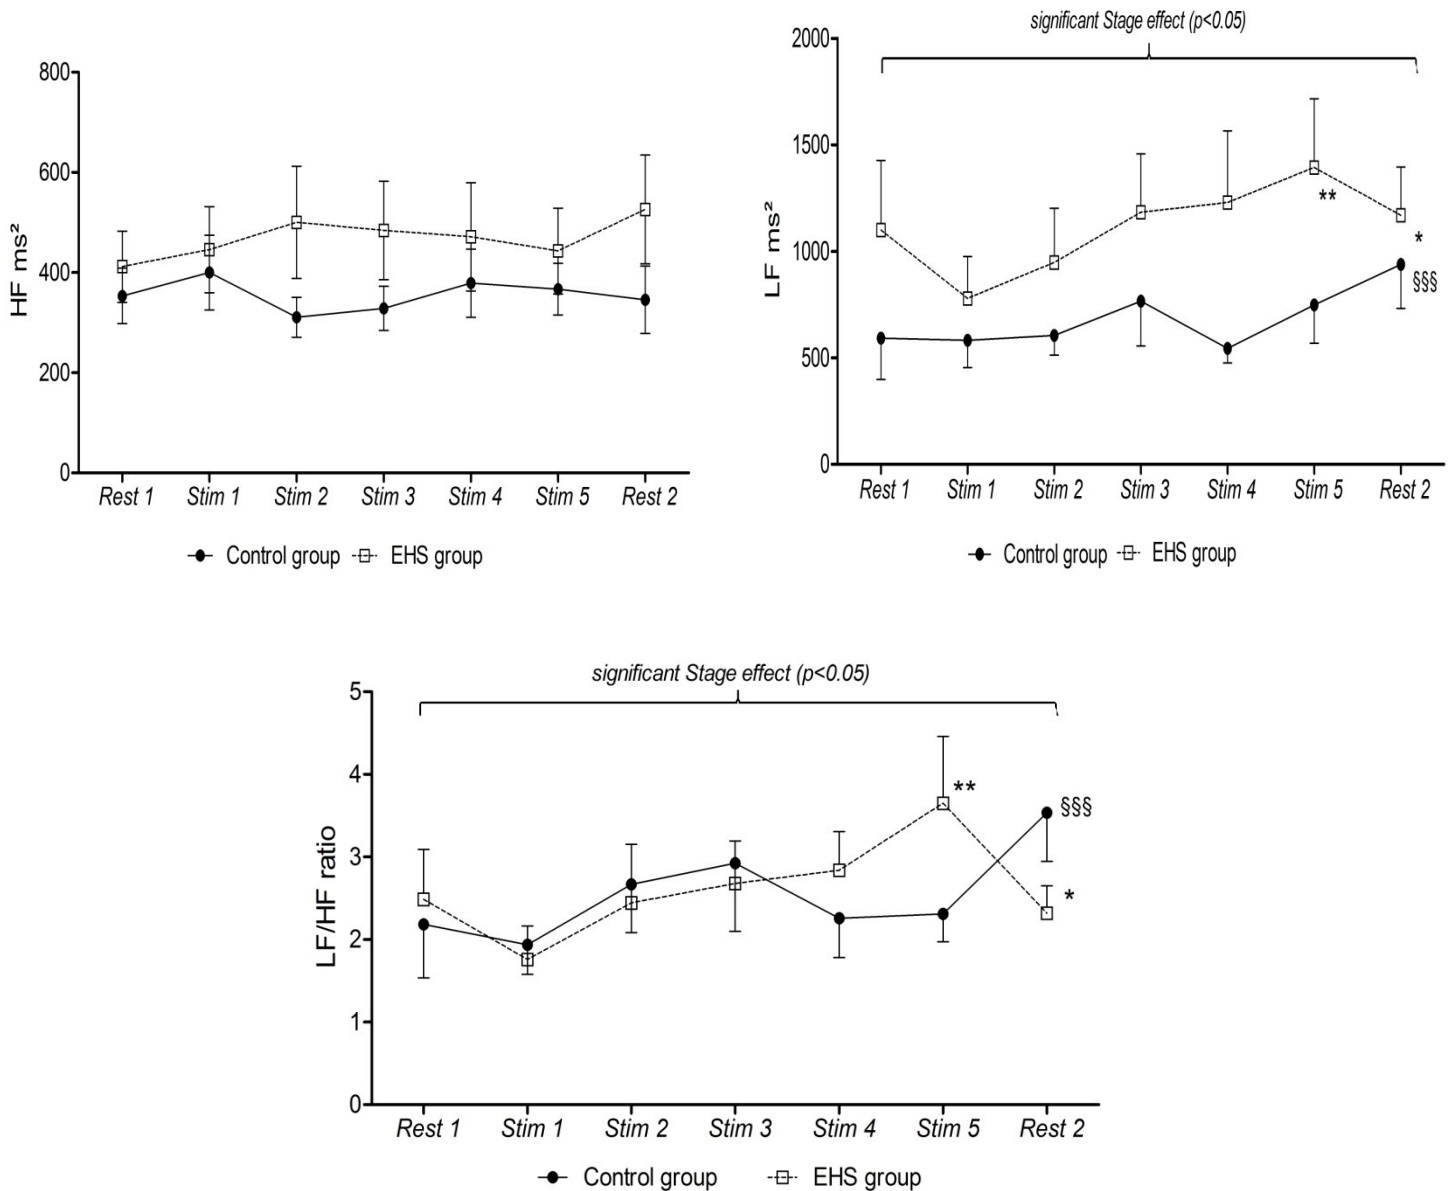 HF ms²
800
600
400
200
0
Rest 1 Stim 1 Stim 2 Stim 3 Stim 4 Stim 5 Rest 2
Control group EHS group
significant Stage effect (p<0.05)
LF ms²
2000
1500
1000
500
0
**
*
§§§
Rest 1 Stim 1 Stim 2 Stim 3 Stim 4 Stim 5 Rest 2
Control group EHS group
significant Stage effect (p<0.05)
LF/HF ratio
5
4
3
2
1
0
**
§§§
*
Rest 1 Stim 1 Stim 2 Stim 3 Stim 4 Stim 5 Rest 2
Control group EHS group